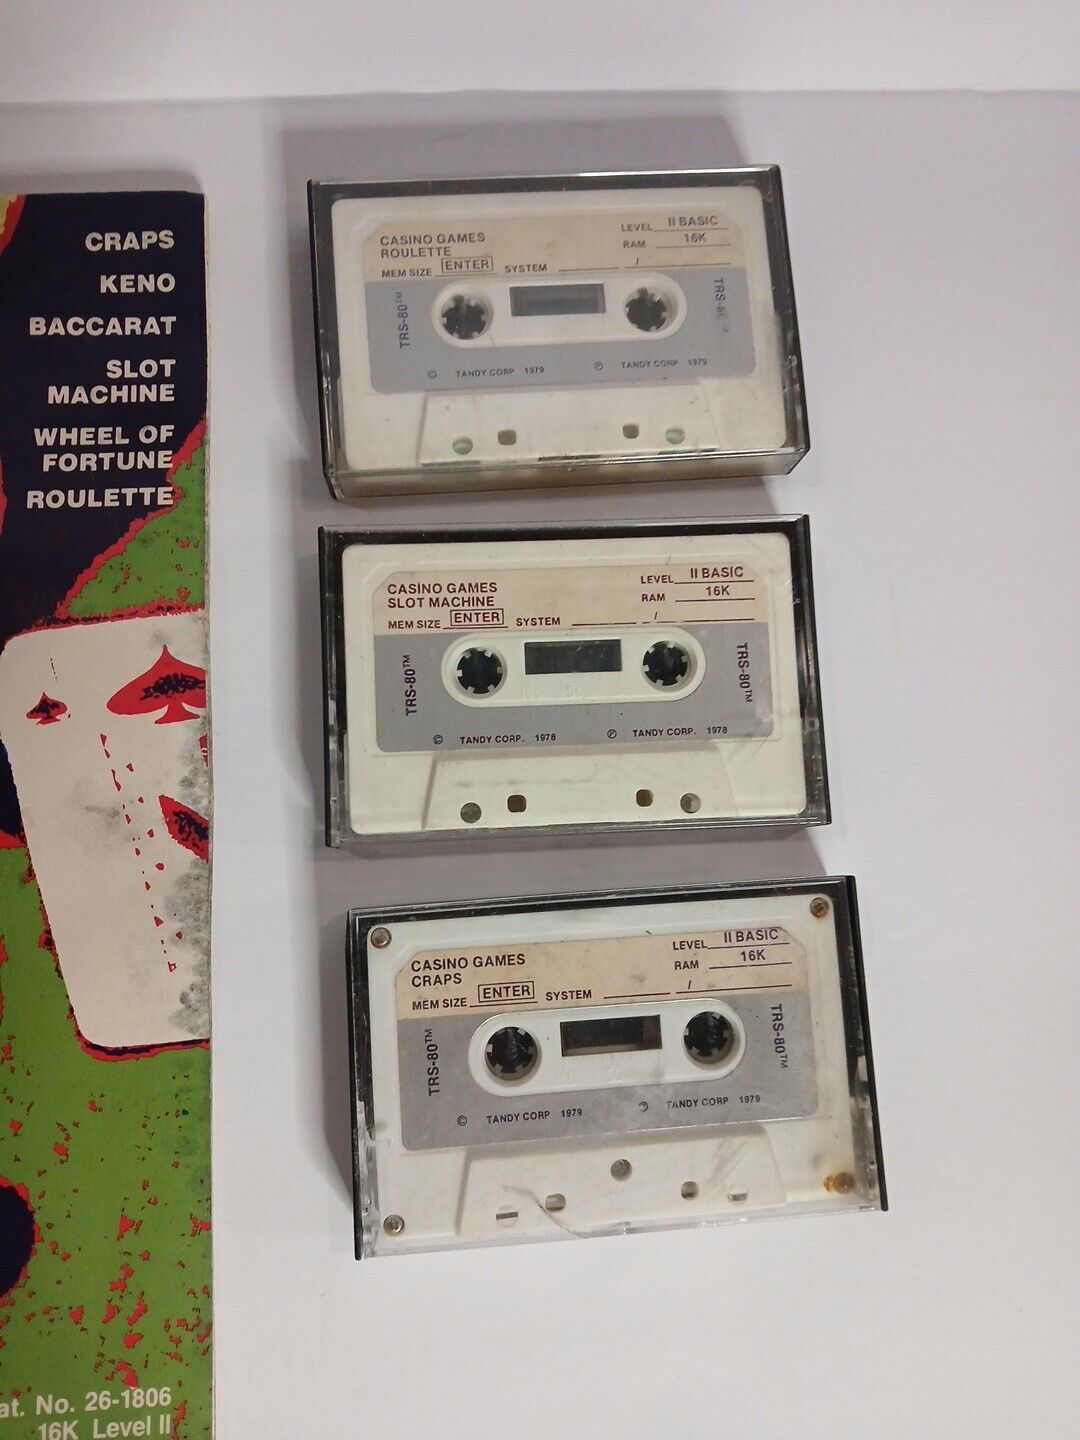 CRAPS
KENO
BACCARAT
SLOT
MACHINE
WHEEL OF
FORTUNE
ROULETTE
at. No. 26-1806
16K Level II
CASINO GAMES
ROULETTE
LEVEL II BASIC
RAM 16K
MEM SIZE ENTER SYSTEM /
TRS-80™
TRS-80™
© TANDY CORP 1979 ℗ TANDY CORP 1979
CASINO GAMES
SLOT MACHINE
LEVEL II BASIC
RAM 16K
MEM SIZE ENTER SYSTEM /
TRS-80™
TRS-80™
© TANDY CORP. 1978 ℗ TANDY CORP. 1978
CASINO GAMES
CRAPS
LEVEL II BASIC
RAM 16K
MEM SIZE ENTER SYSTEM /
TRS-80™
TRS-80™
© TANDY CORP 1979 TANDY CORP 1979